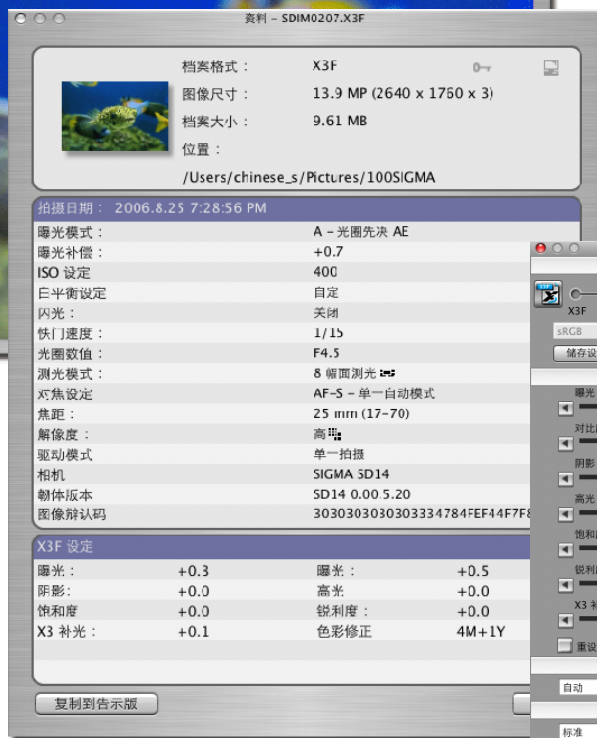 资料 – SDIM0207.X3F
档案格式： X3F
图像尺寸： 13.9 MP (2640 x 1760 x 3)
档案大小： 9.61 MB
位置：
/Users/chinese_s/Pictures/100SIGMA
拍摄日期： 2006.8.25 7:28:56 PM
曝光模式： A – 光圈先决 AE
曝光补偿： +0.7
ISO 设定 400
白平衡设定 自定
闪光： 关闭
快门速度： 1/15
光圈数值： F4.5
测光模式： 8 幅面测光
对焦设定 AF-S – 单一自动模式
焦距： 25 mm (17-70)
解像度： 高
驱动模式 单一拍摄
相机 SIGMA SD14
韧体版本 SD14 0.00.5.20
图像辩认码
X3F 设定
曝光： +0.3 曝光： +0.5
阴影: +0.0 高光 +0.0
饱和度 +0.0 锐利度： +0.0
X3 补光： +0.1 色彩修正 4M+1Y
复制到告示版
X3F
sRGB
储存设
曝光
对比
阴影
高光
饱和
锐利
X3 补
重设
自动
标准